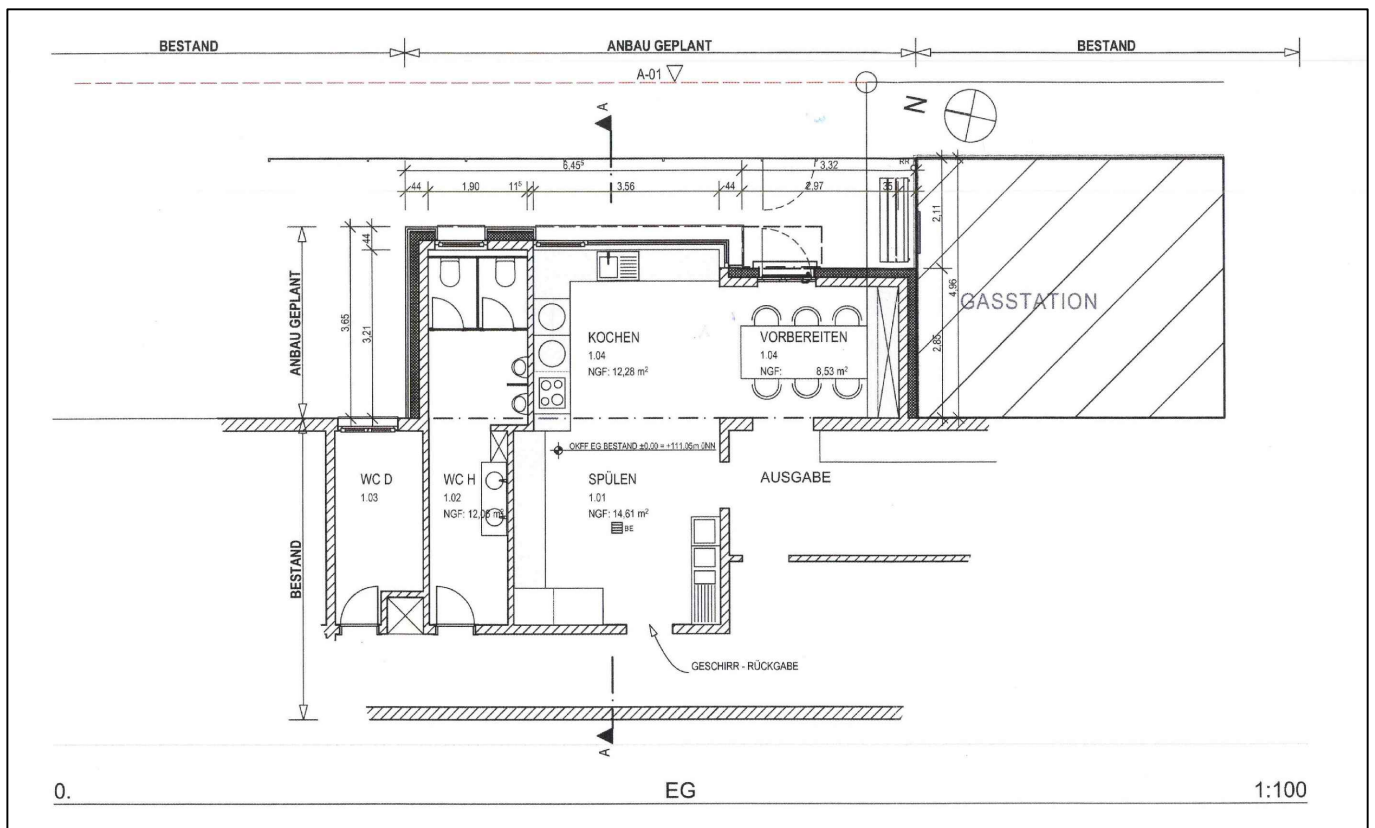 BESTAND
ANBAU GEPLANT
BESTAND
A-01
A
N
6.45⁵
3,32
RR
44
1.90
11⁵
3,56
44
2,97
35
2,11
44
ANBAU GEPLANT
3,65
3,21
4,96
GASSTATION
KOCHEN
1.04
NGF: 12,28 m²
VORBEREITEN
1.04
NGF: 8,53 m²
2,85
OKFF EG BESTAND ±0.00 = +111.05m üNN
WC D
1.03
WC H
1.02
NGF: 12,05 m²
SPÜLEN
1.01
NGF: 14,61 m²
BE
AUSGABE
BESTAND
GESCHIRR - RÜCKGABE
A
0.
EG
1:100